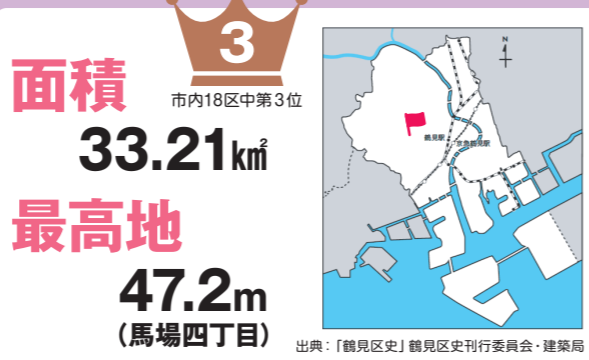 3
市内18区中第3位
面積
33.21km²
最高地
47.2m
(馬場四丁目)
N
鶴見駅
京急鶴見駅
出典:「鶴見区史」鶴見区史刊行委員会・建築局